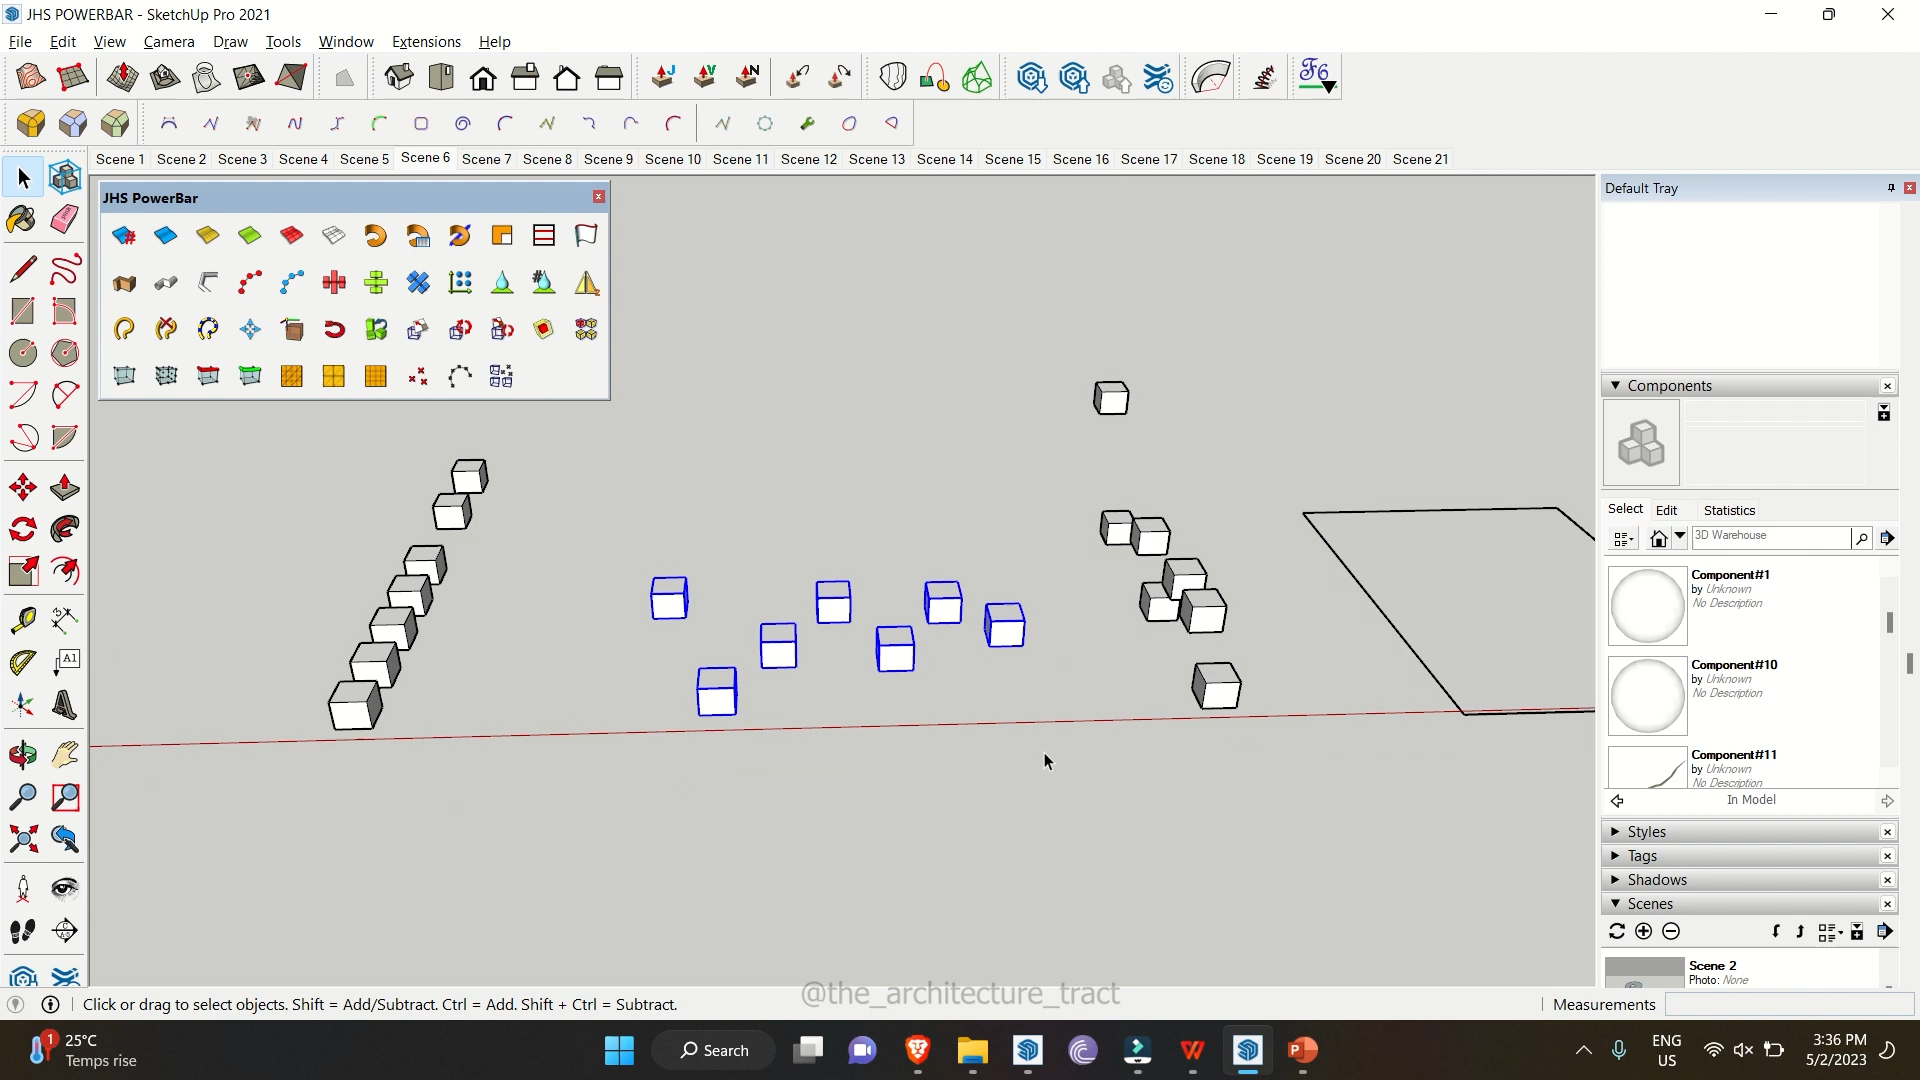 JHS POWERBAR - SketchUp Pro 2021
File Edit View Camera Draw Tools Window Extensions Help
J V N F6
Scene 1 Scene 2 Scene 3 Scene 4 Scene 5 Scene 6 Scene 7 Scene 8 Scene 9 Scene 10 Scene 11 Scene 12 Scene 13 Scene 14 Scene 15 Scene 16 Scene 17 Scene 18 Scene 19 Scene 20 Scene 21
JHS PowerBar
Default Tray
Components
Select Edit Statistics
3D Warehouse
Component#1
by Unknown
No Description
Component#10
by Unknown
No Description
Component#11
by Unknown
No Description
In Model
Styles
Tags
Shadows
Scenes
Scene 2
Photo: None
A1
@the_architecture_tract
Click or drag to select objects. Shift = Add/Subtract. Ctrl = Add. Shift + Ctrl = Subtract.
Measurements
1
25°C
Temps rise
Search
ENG
US
3:36 PM
5/2/2023